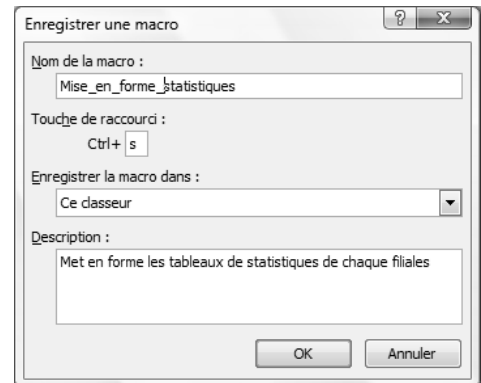 Enregistrer une macro
Nom de la macro :
Mise_en_forme_statistiques
Touche de raccourci :
Ctrl+ s
Enregistrer la macro dans :
Ce classeur
Description :
Met en forme les tableaux de statistiques de chaque filiales
OK Annuler